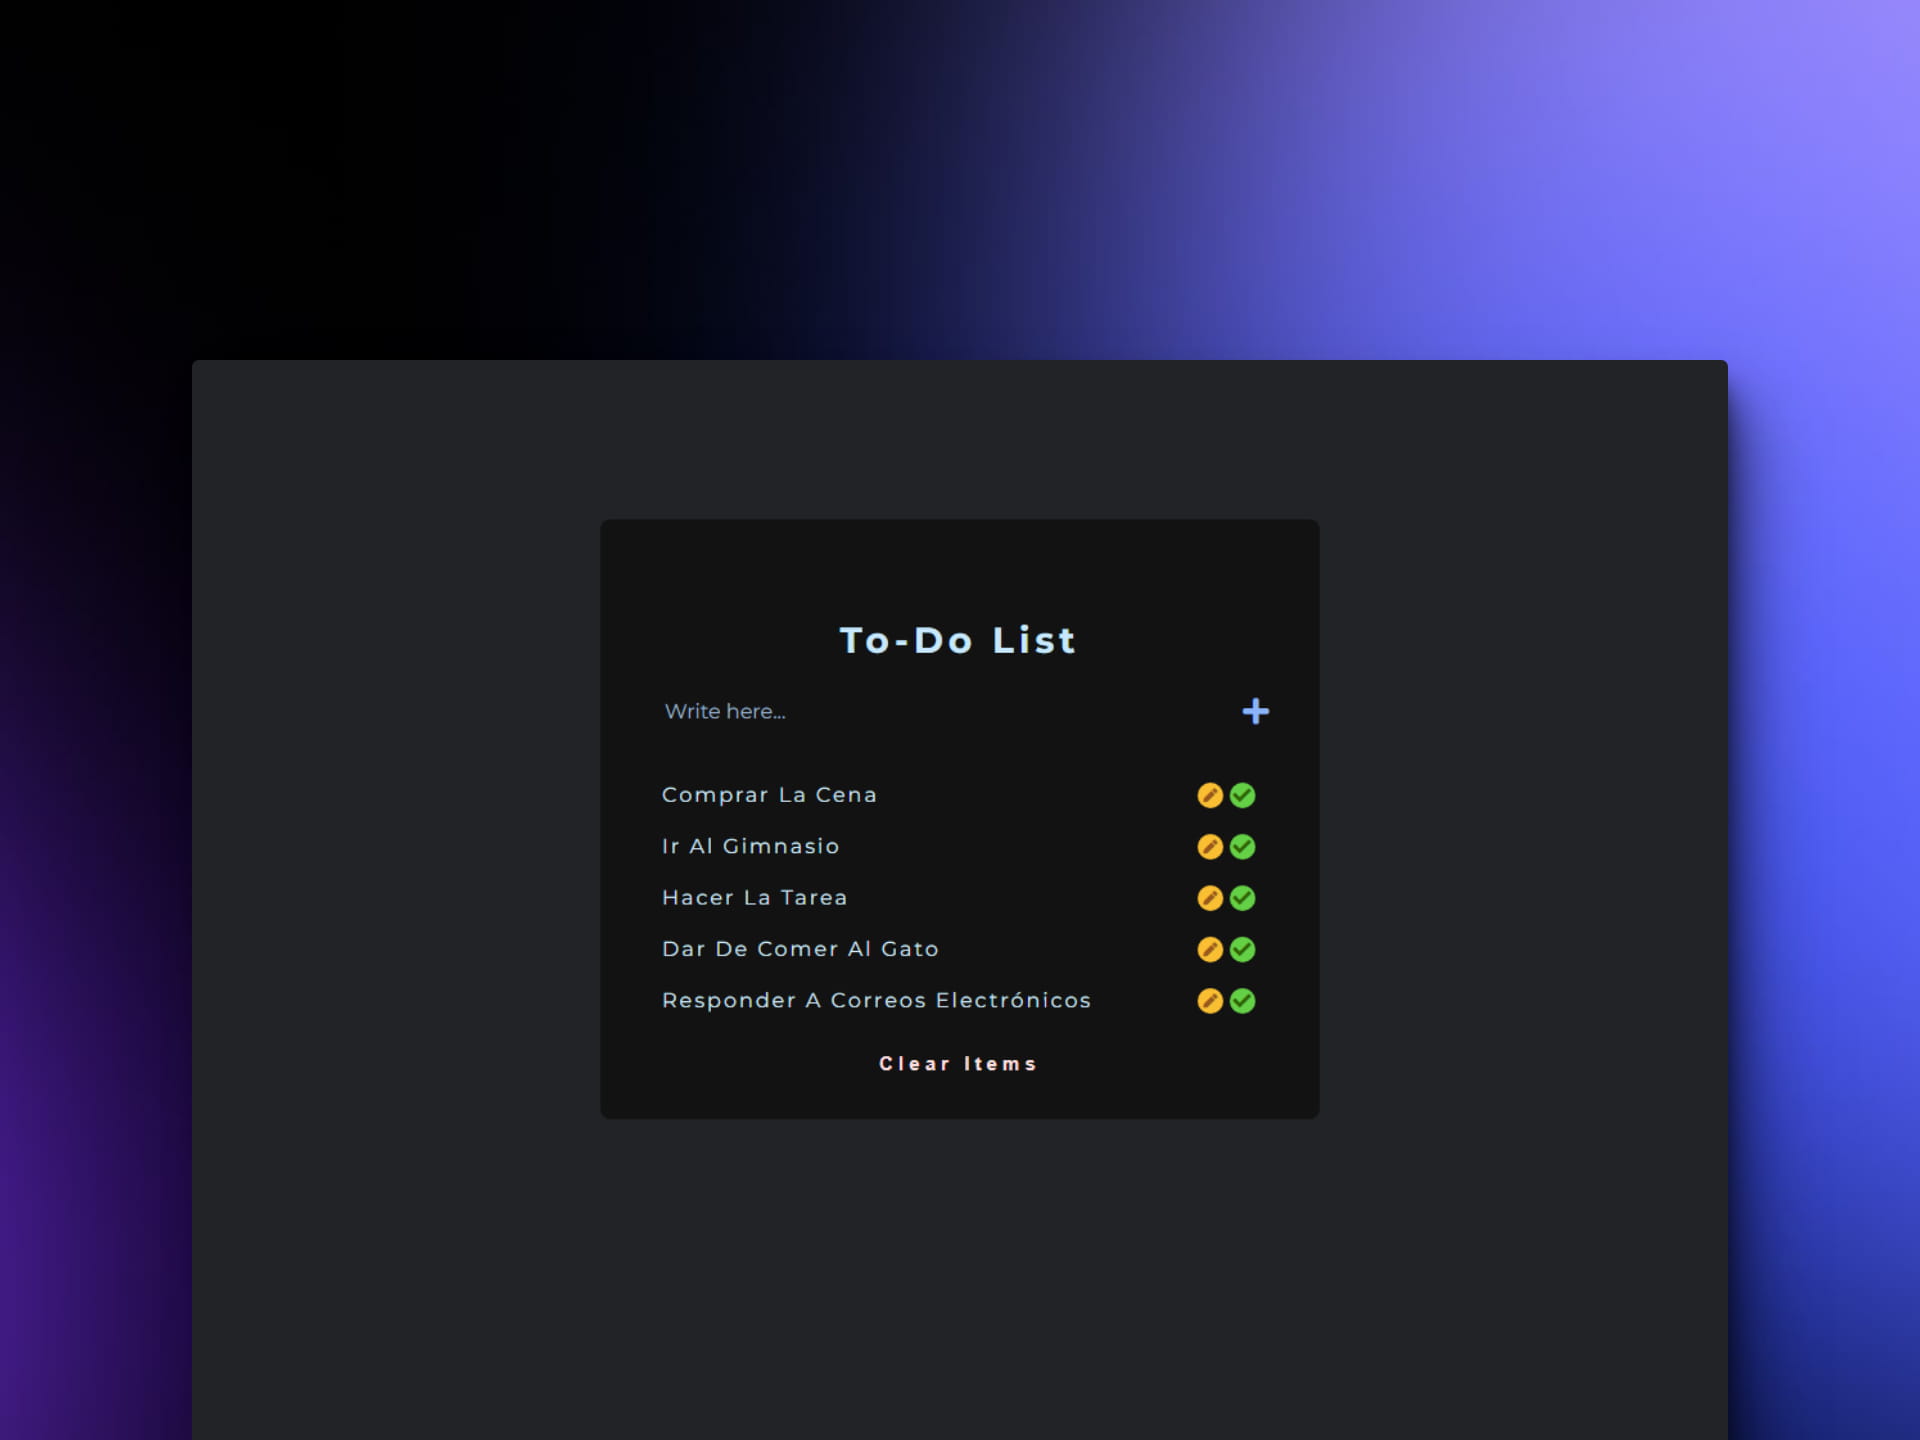 To-Do List
Write here...
Comprar La Cena
Ir Al Gimnasio
Hacer La Tarea
Dar De Comer Al Gato
Responder A Correos Electrónicos
Clear Items